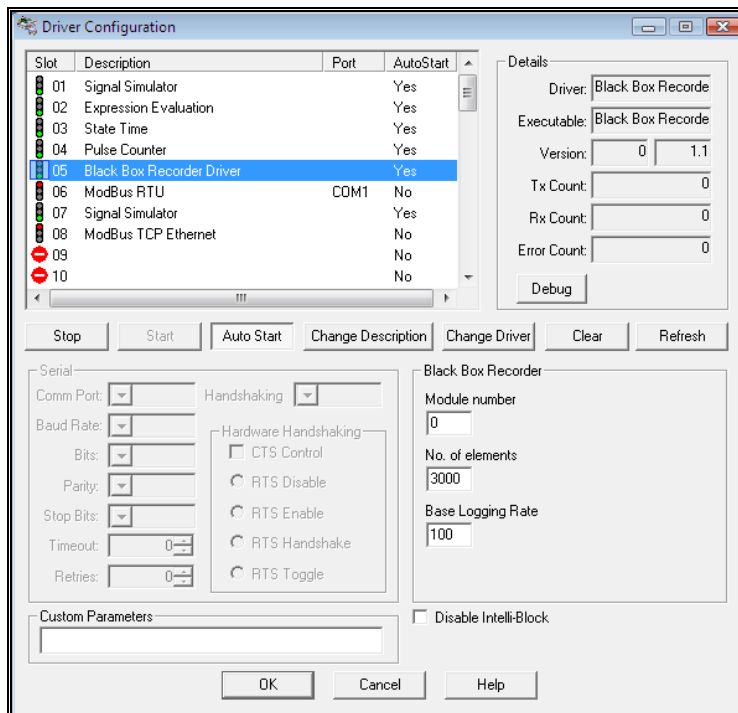 Driver Configuration
Slot Description Port AutoStart
01 Signal Simulator Yes
02 Expression Evaluation Yes
03 State Time Yes
04 Pulse Counter Yes
05 Black Box Recorder Driver Yes
06 ModBus RTU COM1 No
07 Signal Simulator Yes
08 ModBus TCP Ethernet No
09 No
10 No
Details
Driver: Black Box Recorde
Executable: Black Box Recorde
Version: 0 1.1
Tx Count: 0
Rx Count: 0
Error Count: 0
Debug
Stop Start Auto Start Change Description Change Driver Clear Refresh
Serial
Comm Port: Handshaking
Baud Rate:
Bits:
Parity:
Stop Bits:
Timeout: 0
Retries: 0
Hardware Handshaking
CTS Control
RTS Disable
RTS Enable
RTS Handshake
RTS Toggle
Black Box Recorder
Module number
0
No. of elements
3000
Base Logging Rate
100
Custom Parameters
Disable Intelli-Block
OK Cancel Help